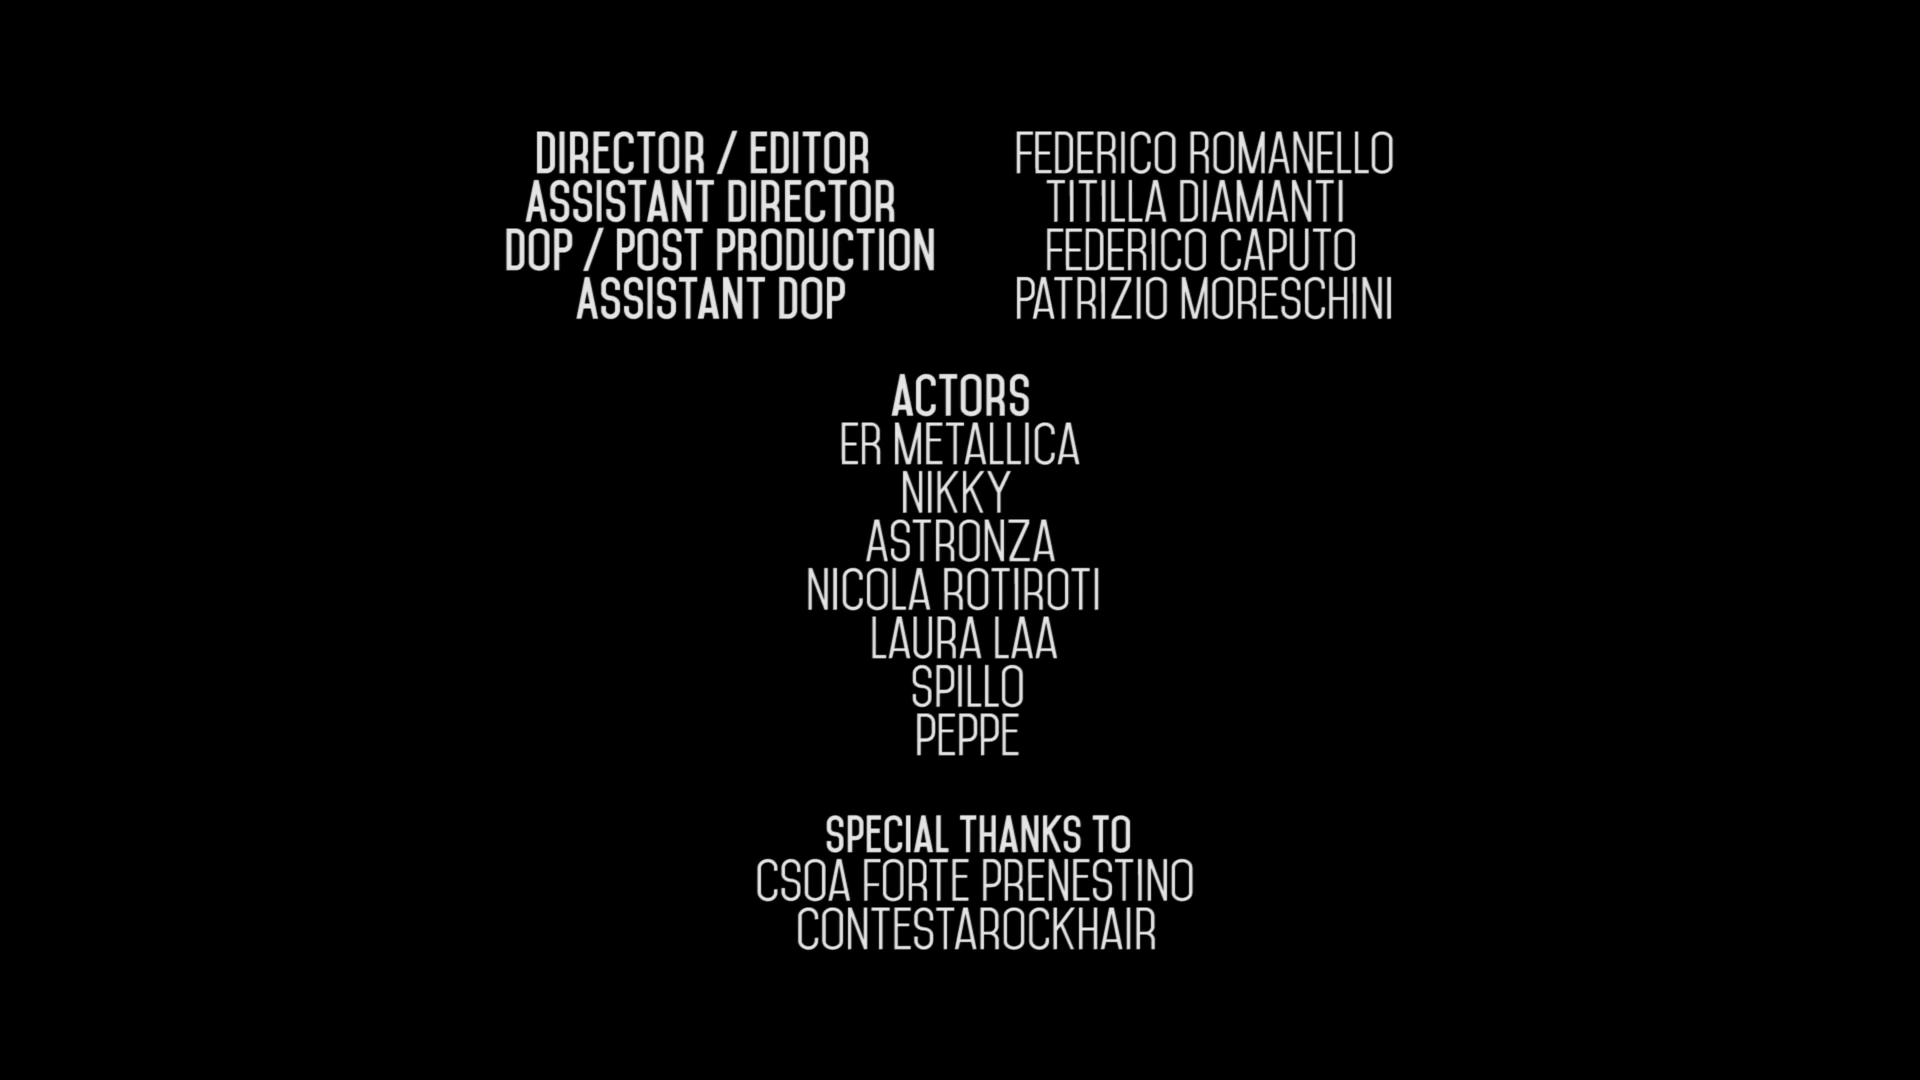 DIRECTOR / EDITOR FEDERICO ROMANELLO
ASSISTANT DIRECTOR TITILLA DIAMANTI
DOP / POST PRODUCTION FEDERICO CAPUTO
ASSISTANT DOP PATRIZIO MORESCHINI
ACTORS
ER METALLICA
NIKKY
ASTRONZA
NICOLA ROTIROTI
LAURA LAA
SPILLO
PEPPE
SPECIAL THANKS TO
CSOA FORTE PRENESTINO
CONTESTAROCKHAIR